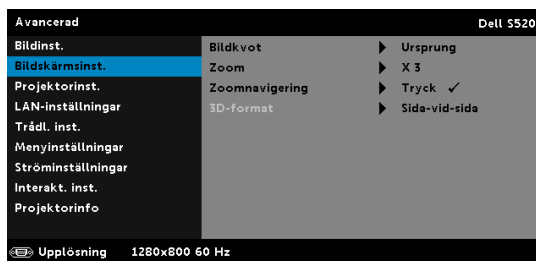 Avancerad Dell S520
Bildinst.
Bildskärmsinst.
Projektorinst.
LAN-inställningar
Trådl. inst.
Menyinställningar
Ströminställningar
Interakt. inst.
Projektorinfo
Bildkvot Ursprung
Zoom X 3
Zoomnavigering Tryck ✓
3D-format Sida-vid-sida
Upplösning 1280x800 60 Hz